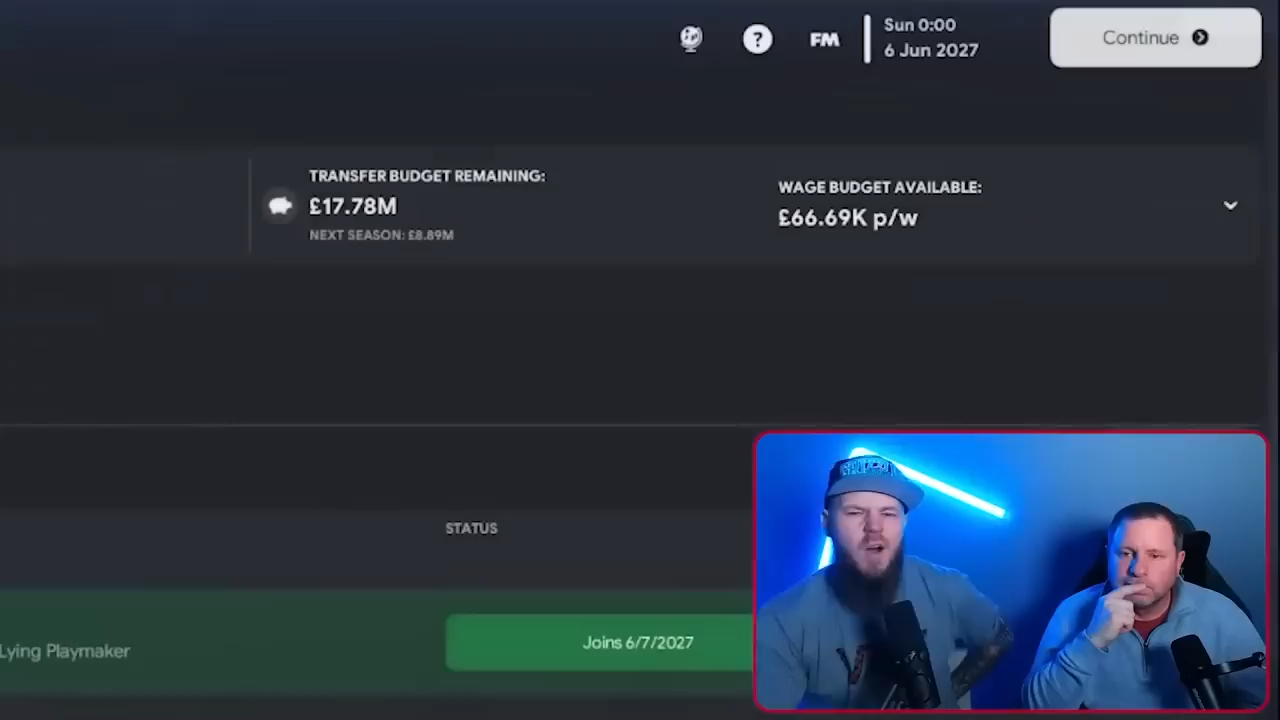 ?
FM
Sun 0:00
6 Jun 2027
Continue
TRANSFER BUDGET REMAINING:
£17.78M
NEXT SEASON: £8.89M
WAGE BUDGET AVAILABLE:
£66.69K p/w
STATUS
Lying Playmaker
Joins 6/7/2027